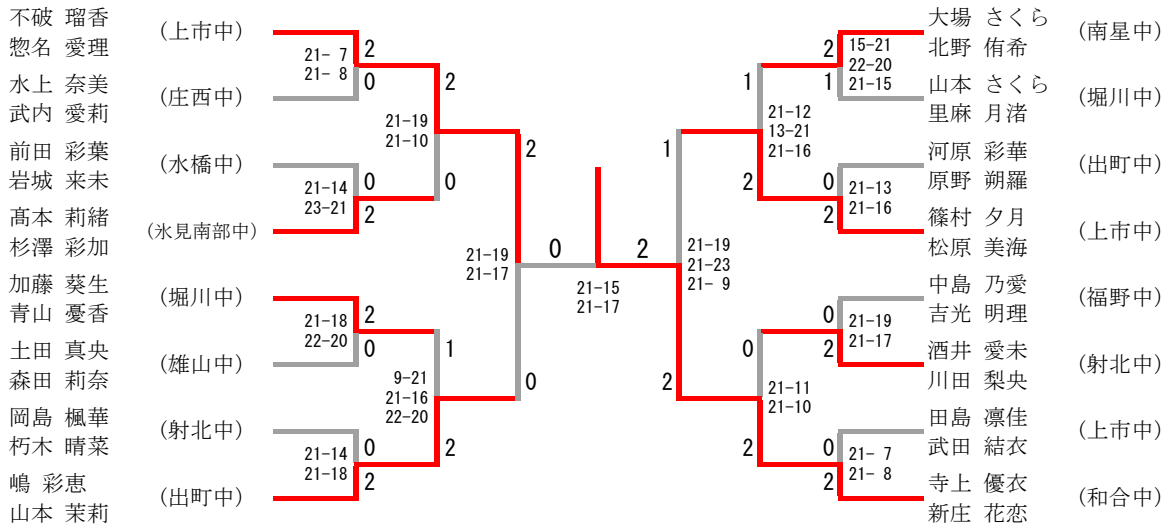 不破 瑠香
惣名 愛理
(上市中)
水上 奈美
武内 愛莉
(庄西中)
前田 彩葉
岩城 来未
(水橋中)
髙本 莉緒
杉澤 彩加
(氷見南部中)
加藤 葵生
青山 憂香
(堀川中)
土田 真央
森田 莉奈
(雄山中)
岡島 楓華
朽木 晴菜
(射北中)
嶋 彩恵
山本 茉莉
(出町中)
21- 7
21- 8
2
0
21-14
23-21
0
2
21-18
22-20
2
0
21-14
21-18
0
2
21-19
21-10
2
0
9-21
21-16
22-20
1
2
21-19
21-17
2
0
0
2
21-15
21-17
21-19
21-23
21- 9
1
2
21-12
13-21
21-16
1
2
21-11
21-10
0
2
15-21
22-20
21-15
2
1
21-13
21-16
0
2
21-19
21-17
0
2
21- 7
21- 8
0
2
大場 さくら
北野 侑希
(南星中)
山本 さくら
里麻 月渚
(堀川中)
河原 彩華
原野 朔羅
(出町中)
篠村 夕月
松原 美海
(上市中)
中島 乃愛
吉光 明理
(福野中)
酒井 愛未
川田 梨央
(射北中)
田島 凛佳
武田 結衣
(上市中)
寺上 優衣
新庄 花恋
(和合中)